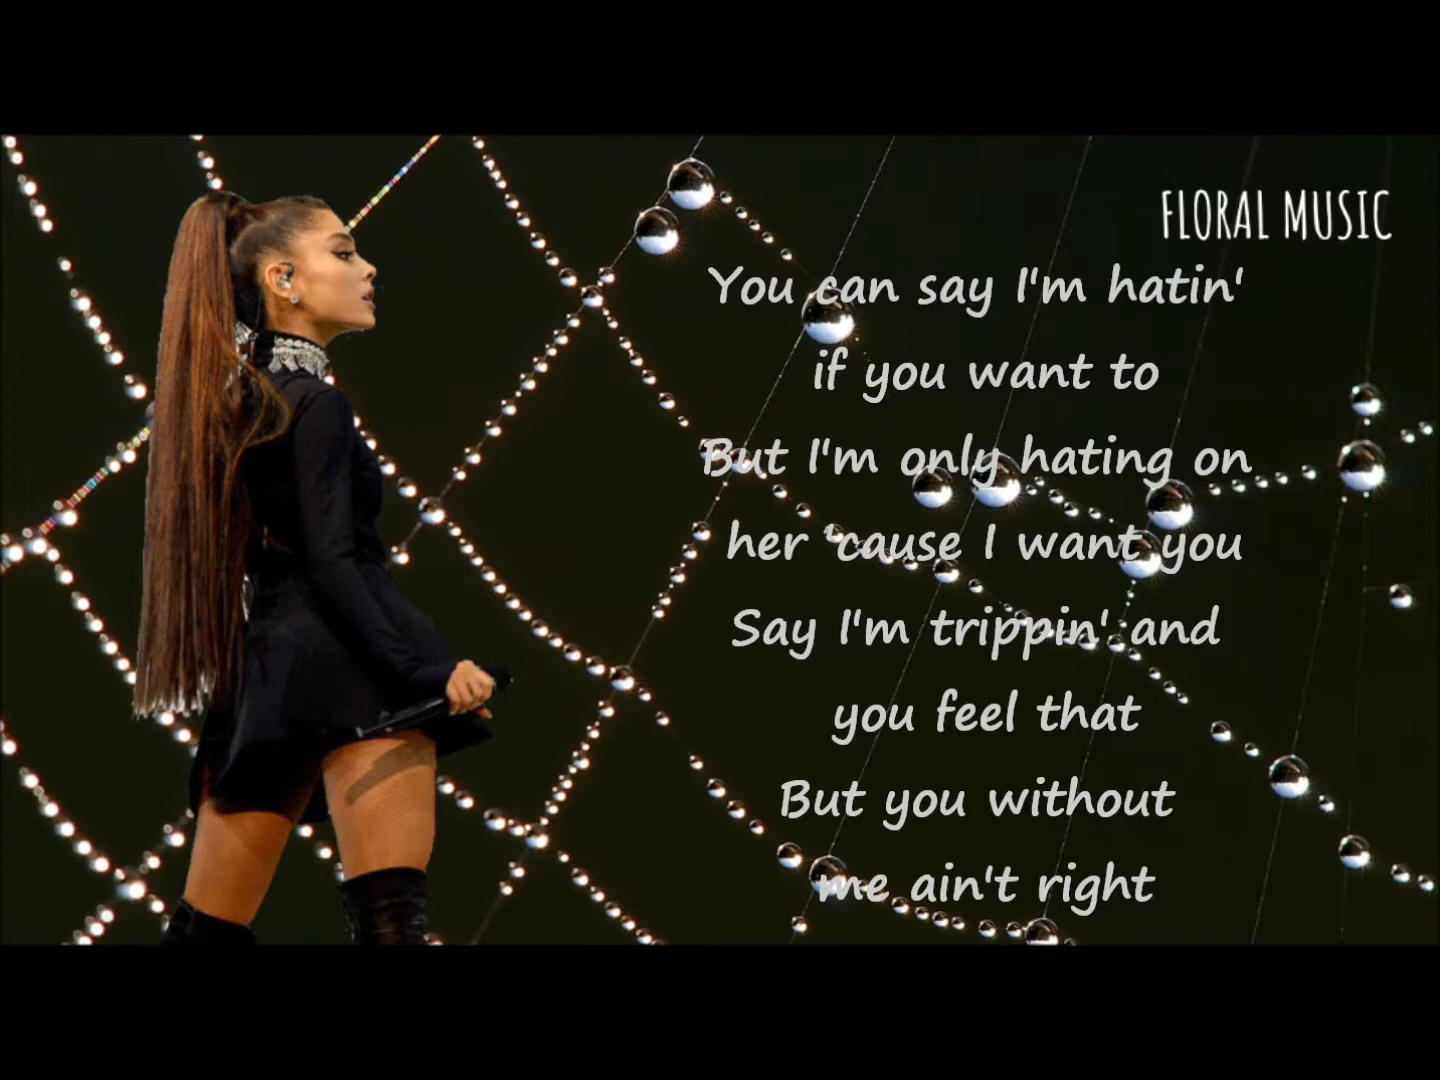 FLORAL MUSIC
You can say I'm hatin'
if you want to
But I'm only hating on
her 'cause I want you
Say I'm trippin' and
you feel that
But you without
me ain't right